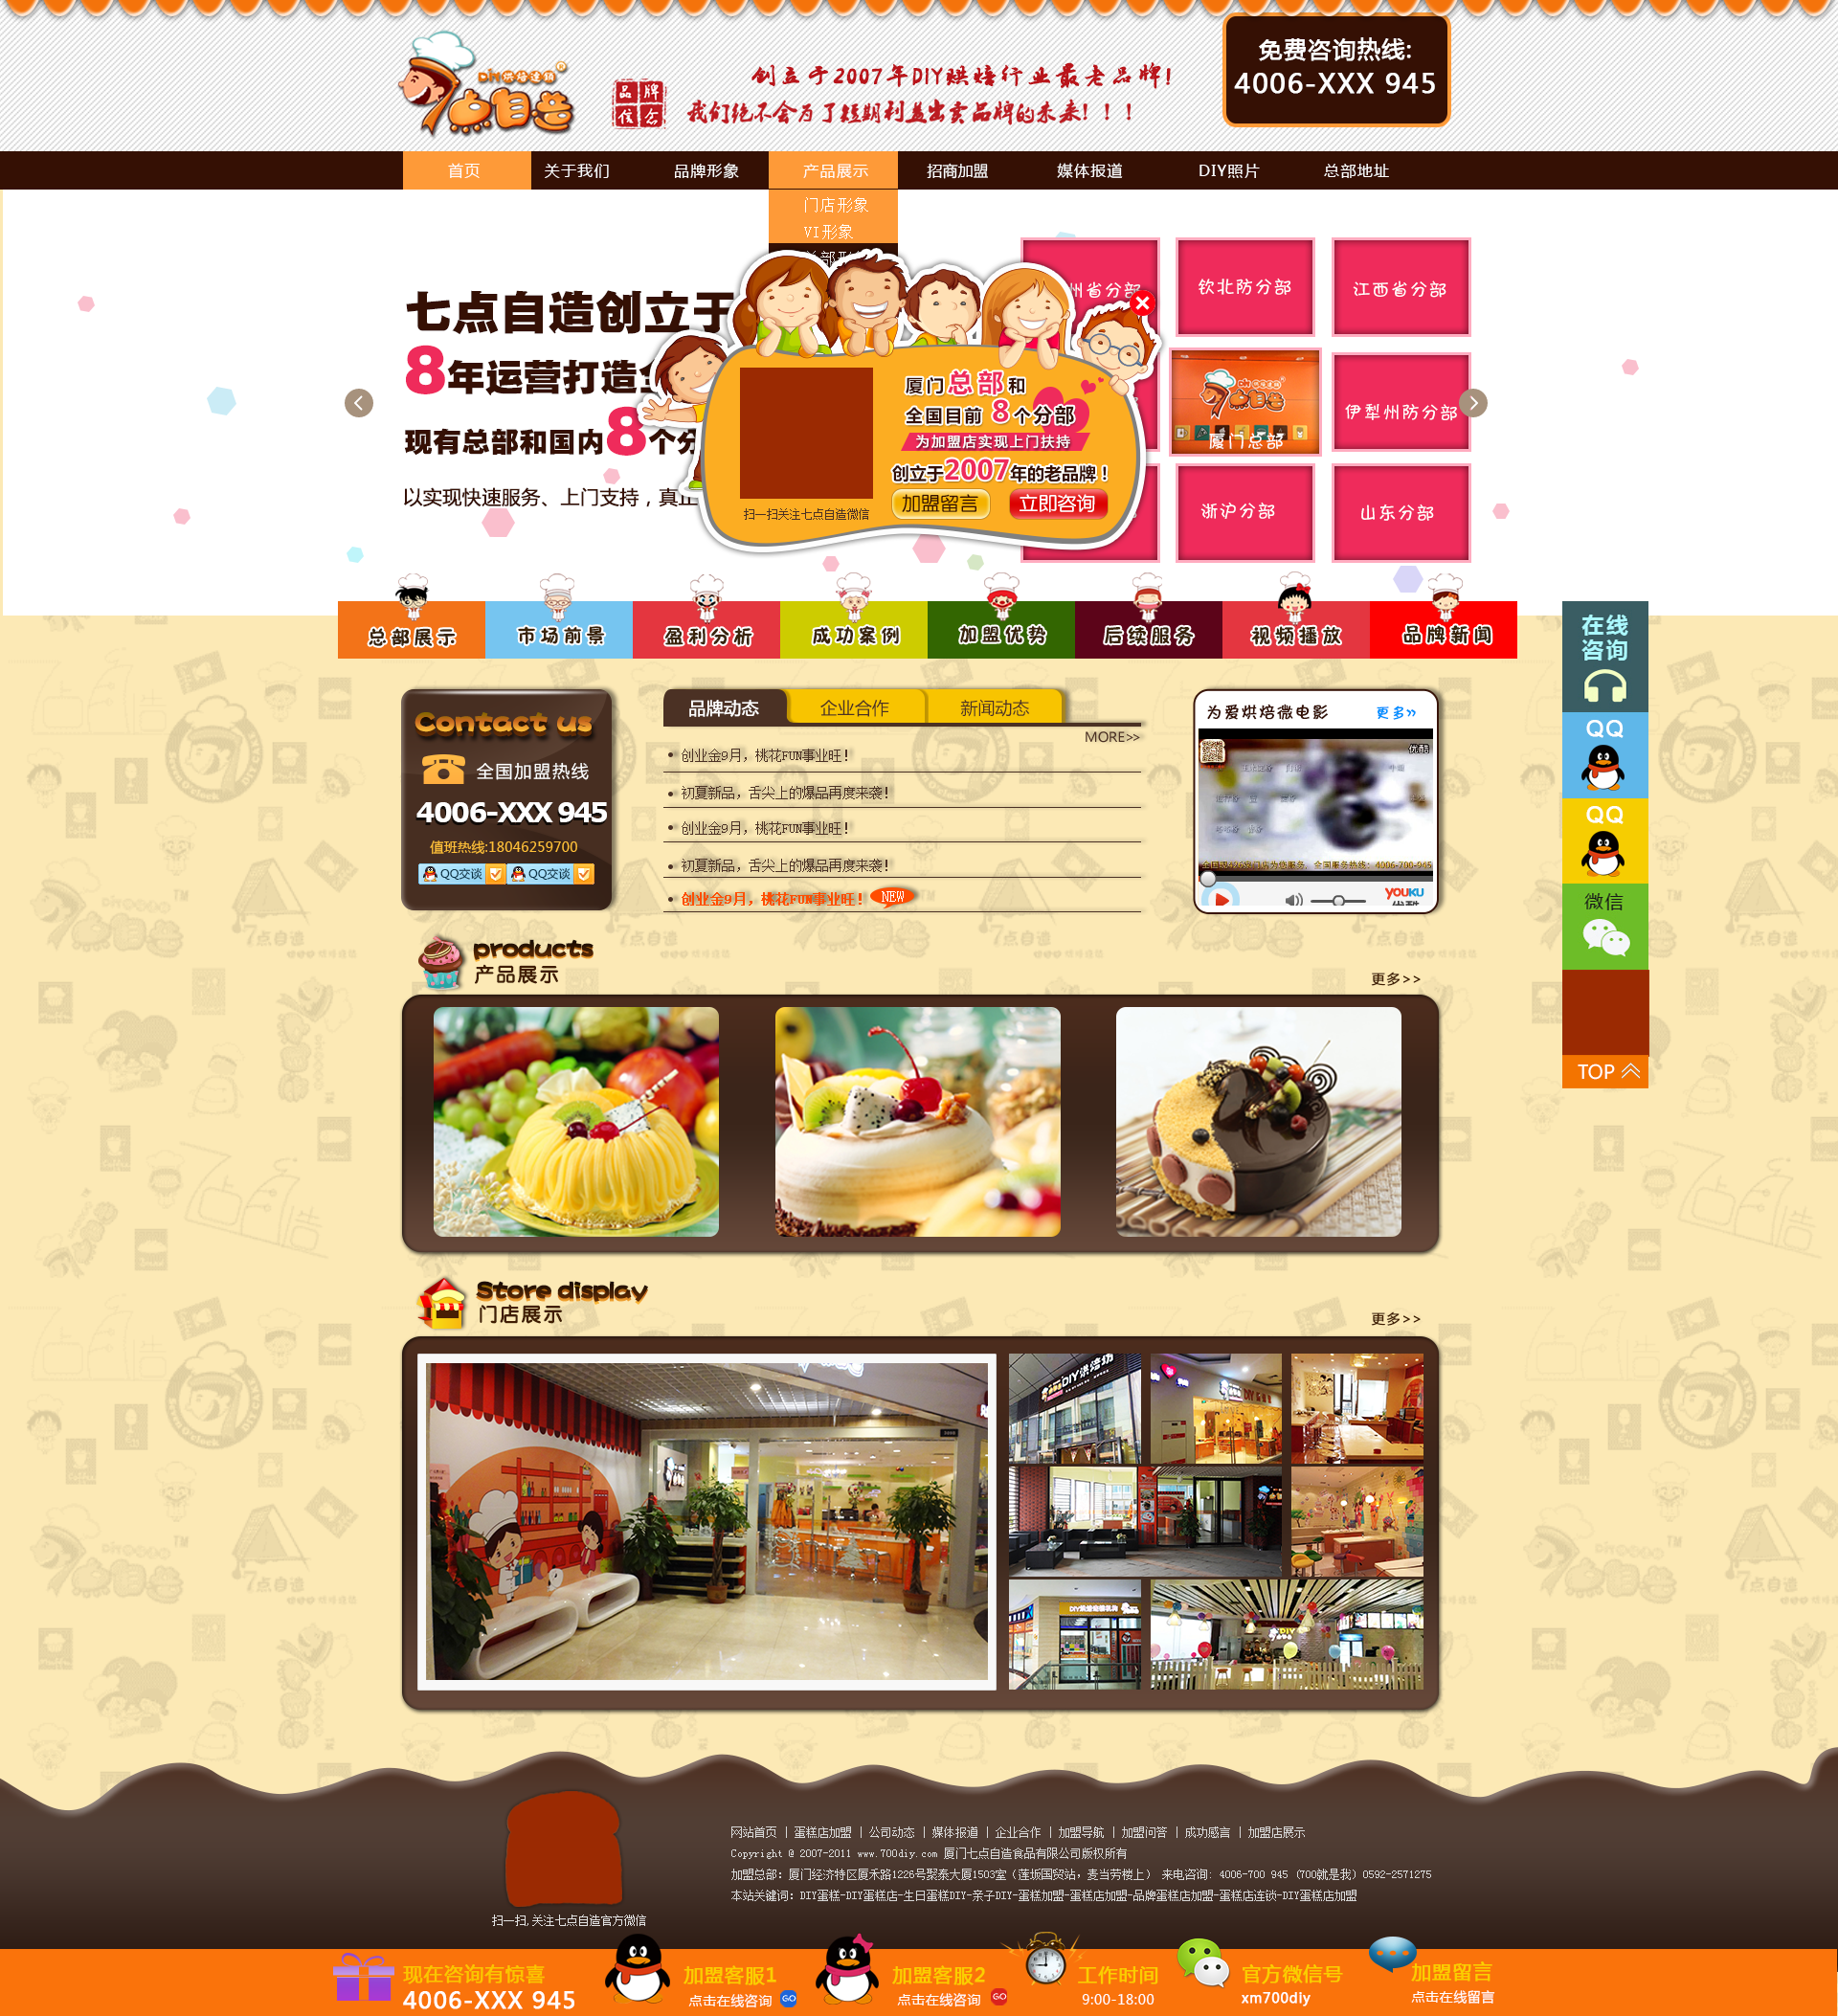 DIY烘焙连锁
七点自造
品牌
信念
创立于2007年DIY烘焙行业最老品牌!
我们绝不会为了短期利益出卖品牌的未来!!!
免费咨询热线:
4006-XXX 945
首页
关于我们
品牌形象
产品展示
招商加盟
媒体报道
DIY照片
总部地址
门店形象
VI形象
七点自造创立于
8年运营打造
现有总部和国内8个分
以实现快速服务、上门支持，真正
州省分部
钦北防分部
江西省分部
厦门总部
伊犁州防分部
浙沪分部
山东分部
厦门总部和
全国目前 8个分部
为加盟店实现上门扶持
创立于2007年的老品牌!
加盟留言
立即咨询
扫一扫关注七点自造微信
总部展示
市场前景
盈利分析
成功案例
加盟优势
后续服务
视频播放
品牌新闻
在线
咨询
QQ
QQ
微信
TOP
Contact us
全国加盟热线
4006-XXX 945
值班热线:18046259700
QQ交谈
QQ交谈
品牌动态
企业合作
新闻动态
MORE>>
创业金9月，桃花FUN事业旺!
初夏新品，舌尖上的爆品再度来袭!
创业金9月，桃花FUN事业旺!
初夏新品，舌尖上的爆品再度来袭!
创业金9月，桃花FUN事业旺!
NEW
为爱烘焙微电影
更多»
优酷
YOUKU
products
产品展示
更多>>
Store display
门店展示
更多>>
网站首页 | 蛋糕店加盟 | 公司动态 | 媒体报道 | 企业合作 | 加盟导航 | 加盟问答 | 成功感言 | 加盟店展示
Copyright @ 2007-2011 www.700diy.com 厦门七点自造食品有限公司版权所有
加盟总部: 厦门经济特区厦禾路1226号聚泰大厦1503室（莲坂国贸站，麦当劳楼上） 来电咨询: 4006-700 945 (700就是我) 0592-2571275
本站关键词: DIY蛋糕-DIY蛋糕店-生日蛋糕DIY-亲子DIY-蛋糕加盟-蛋糕店加盟-品牌蛋糕店加盟-蛋糕店连锁-DIY蛋糕店加盟
扫一扫,关注七点自造官方微信
现在咨询有惊喜
4006-XXX 945
加盟客服1
点击在线咨询
GO
加盟客服2
点击在线咨询
GO
工作时间
9:00-18:00
官方微信号
xm700diy
加盟留言
点击在线留言